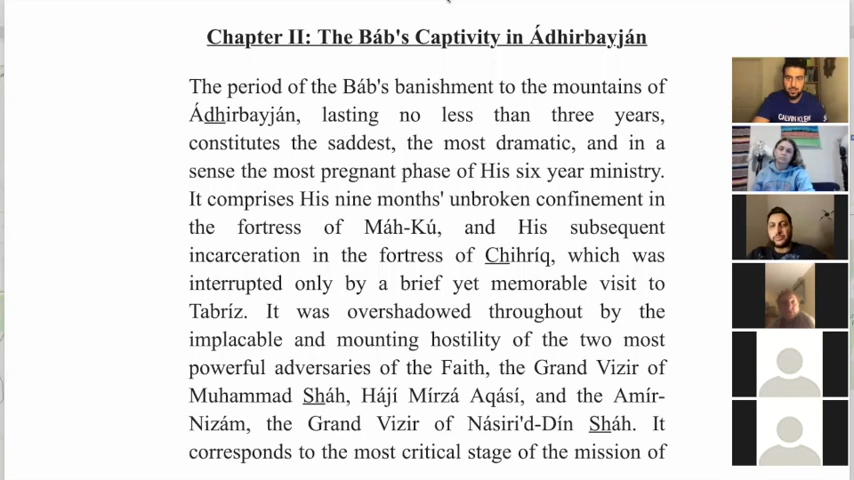 Chapter II: The Báb's Captivity in Ádhirbayján
The period of the Báb's banishment to the mountains of
Ádhirbayján, lasting no less than three years,
constitutes the saddest, the most dramatic, and in a
sense the most pregnant phase of His six year ministry.
It comprises His nine months' unbroken confinement in
the fortress of Máh-Kú, and His subsequent
incarceration in the fortress of Chihríq, which was
interrupted only by a brief yet memorable visit to
Tabríz. It was overshadowed throughout by the
implacable and mounting hostility of the two most
powerful adversaries of the Faith, the Grand Vizir of
Muhammad Sháh, Hájí Mírzá Aqásí, and the Amír-
Nizám, the Grand Vizir of Násiri'd-Dín Sháh. It
corresponds to the most critical stage of the mission of
CALVIN KLEIN